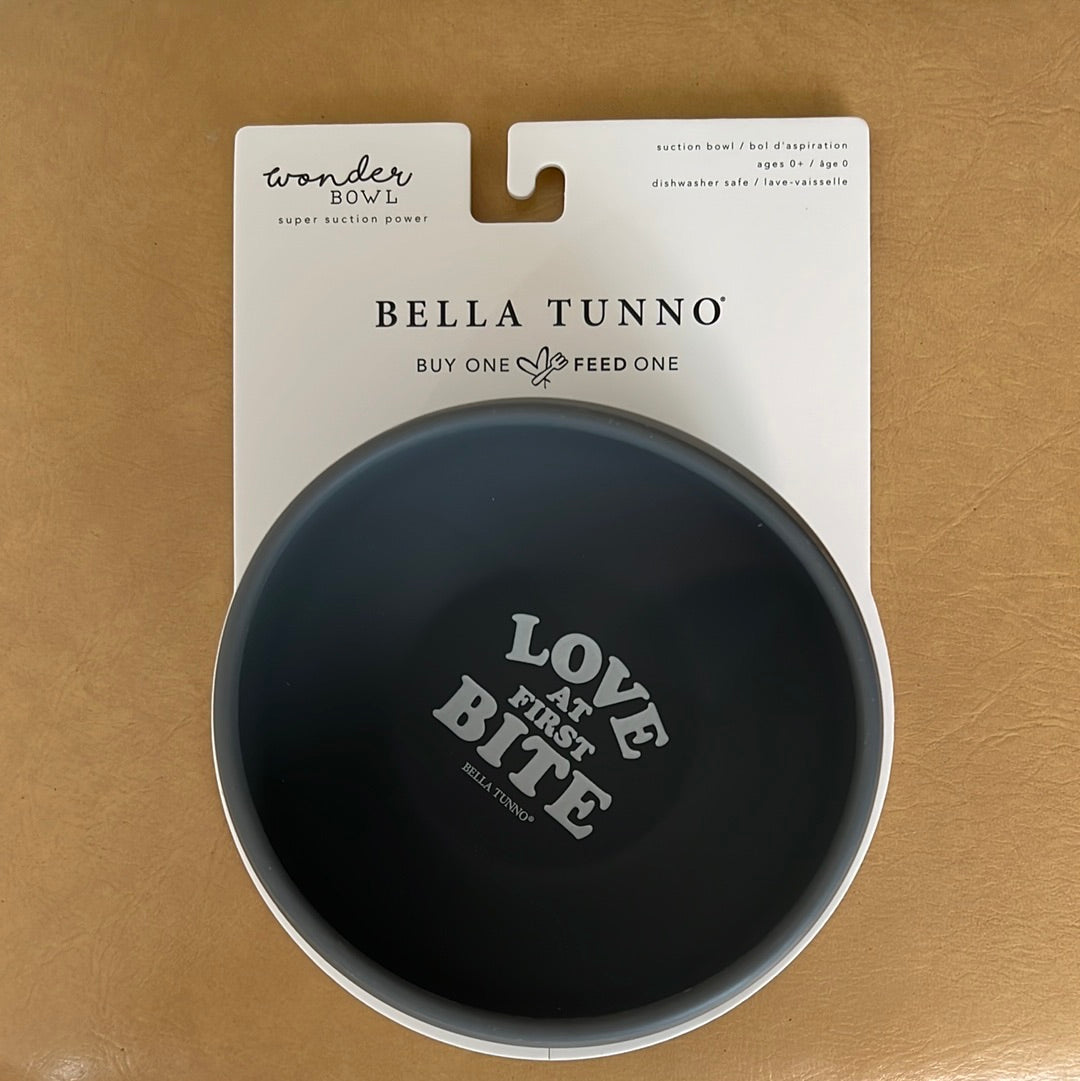 wonder
BOWL
super suction power
suction bowl / bol d'aspiration
ages 0+ / âge 0
dishwasher safe / lave-vaisselle
BELLA TUNNO®
BUY ONE FEED ONE
LOVE
AT
FIRST
BITE
BELLA TUNNO®